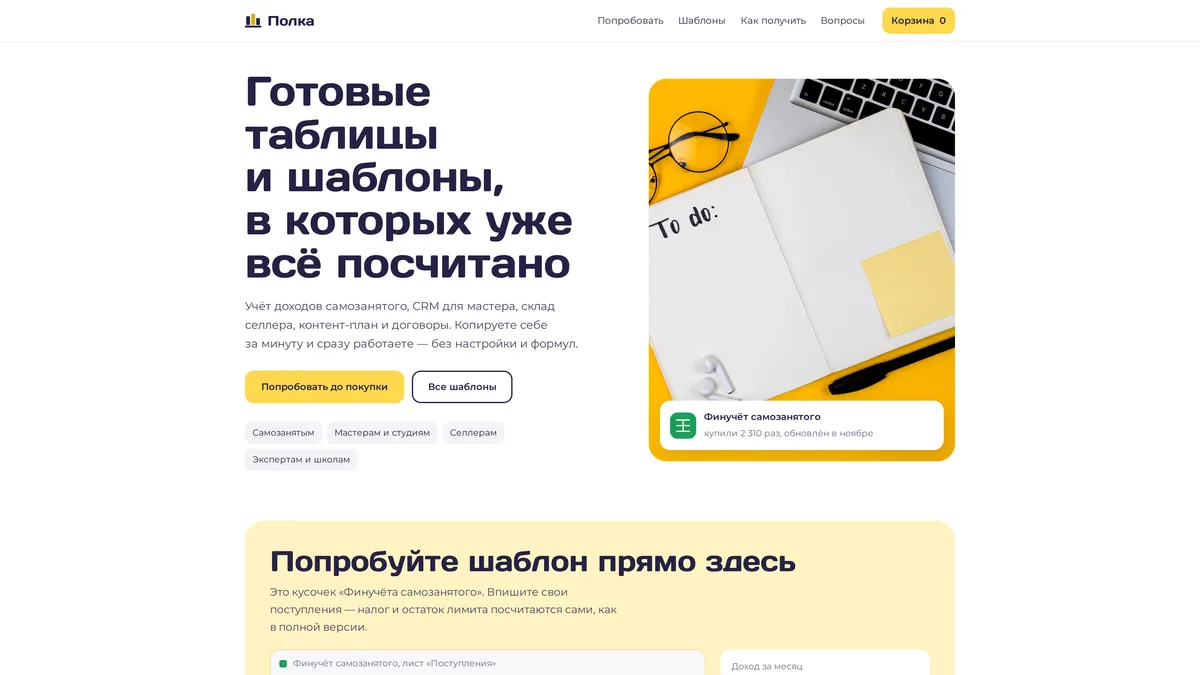 Полка
Попробовать
Шаблоны
Как получить
Вопросы
Корзина 0
Готовые
таблицы
и шаблоны,
в которых уже
всё посчитано
Учёт доходов самозанятого, CRM для мастера, склад
селлера, контент-план и договоры. Копируете себе
за минуту и сразу работаете — без настройки и формул.
Попробовать до покупки
Все шаблоны
Самозанятым
Мастерам и студиям
Селлерам
Экспертам и школам
To do:
Z X C V B F G
command
Финучёт самозанятого
купили 2 310 раз, обновлён в ноябре
Попробуйте шаблон прямо здесь
Это кусочек «Финучёта самозанятого». Впишите свои
поступления — налог и остаток лимита посчитаются сами, как
в полной версии.
Финучёт самозанятого, лист «Поступления»
Доход за месяц